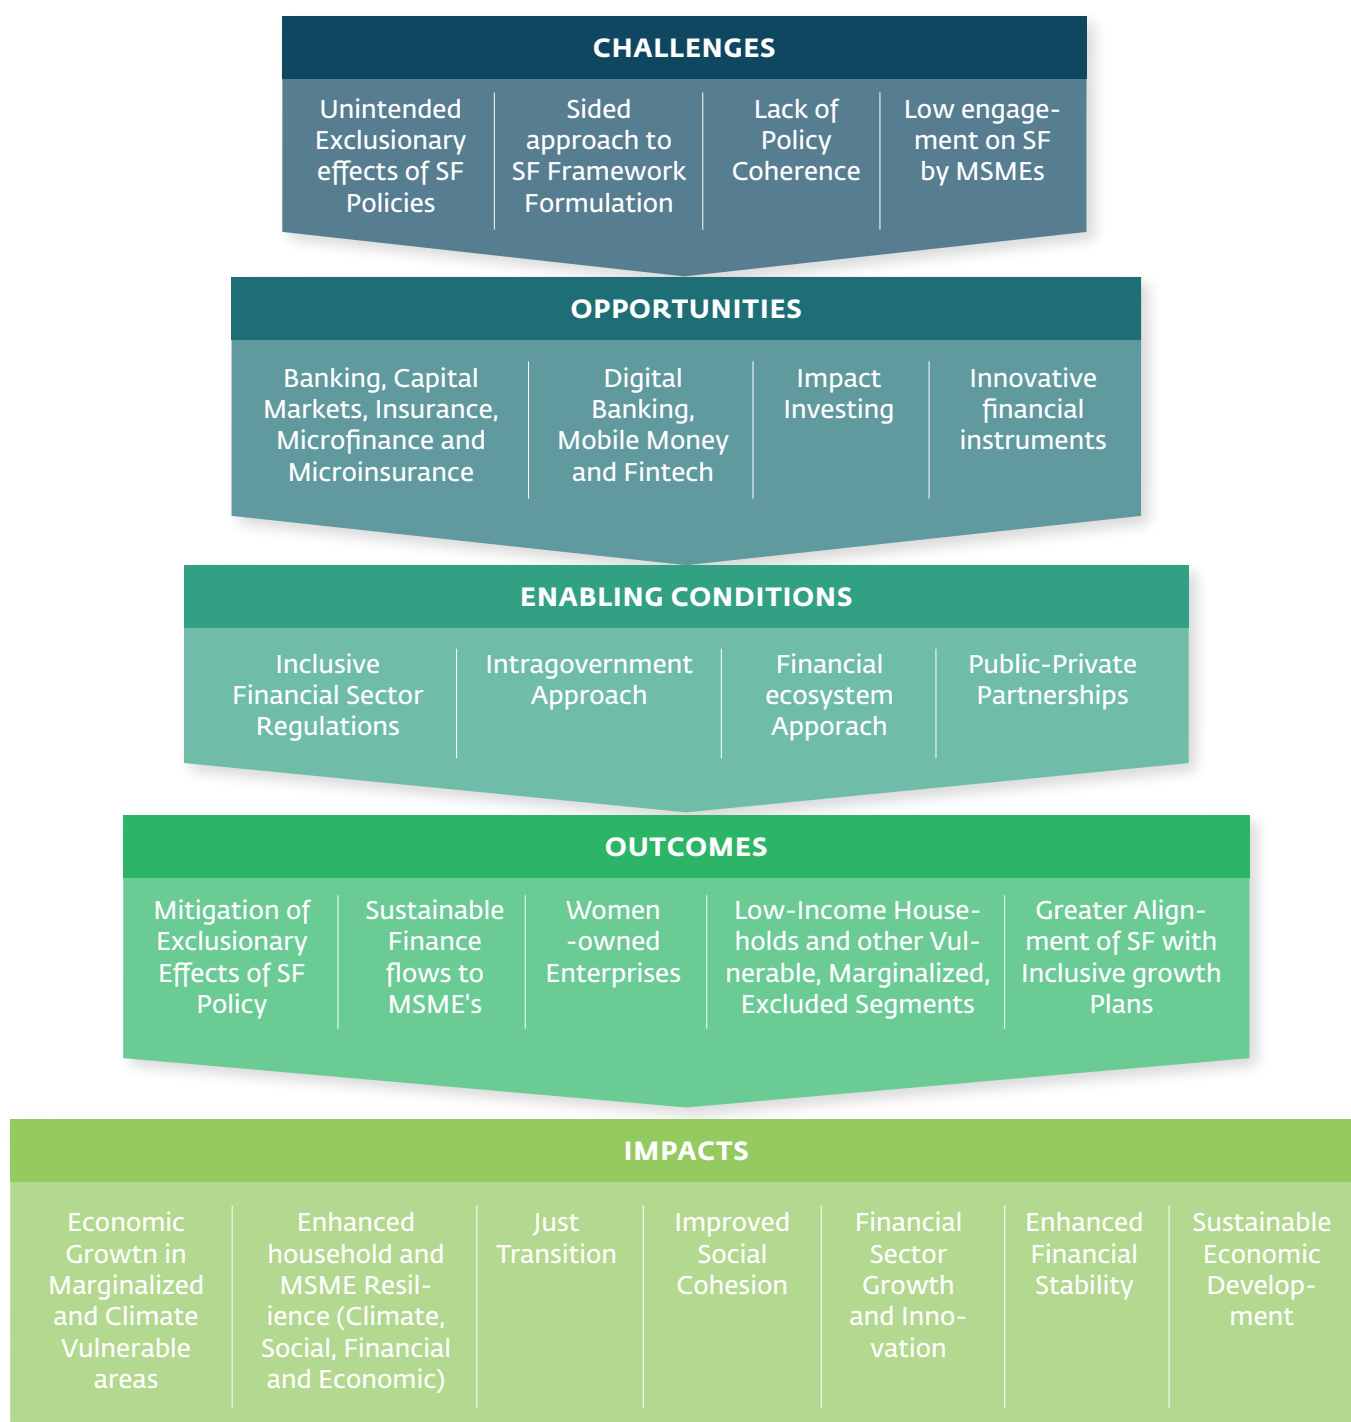 CHALLENGES
Unintended
Exclusionary
effects of SF
Policies
Sided
approach to
SF Framework
Formulation
Lack of
Policy
Coherence
Low engage-
ment on SF
by MSMEs
OPPORTUNITIES
Banking, Capital
Markets, Insurance,
Microfinance and
Microinsurance
Digital
Banking,
Mobile Money
and Fintech
Impact
Investing
Innovative
financial
instruments
ENABLING CONDITIONS
Inclusive
Financial Sector
Regulations
Intragovernment
Approach
Financial
ecosystem
Apporach
Public-Private
Partnerships
OUTCOMES
Mitigation of
Exclusionary
Effects of SF
Policy
Sustainable
Finance
flows to
MSME's
Women
-owned
Enterprises
Low-Income House-
holds and other Vul-
nerable, Marginalized,
Excluded Segments
Greater Align-
ment of SF with
Inclusive growth
Plans
IMPACTS
Economic
Growtn in
Marginalized
and Climate
Vulnerable
areas
Enhanced
household and
MSME Resil-
ience (Climate,
Social, Financial
and Economic)
Just
Transition
Improved
Social
Cohesion
Financial
Sector
Growth
and Inno-
vation
Enhanced
Financial
Stability
Sustainable
Economic
Develop-
ment